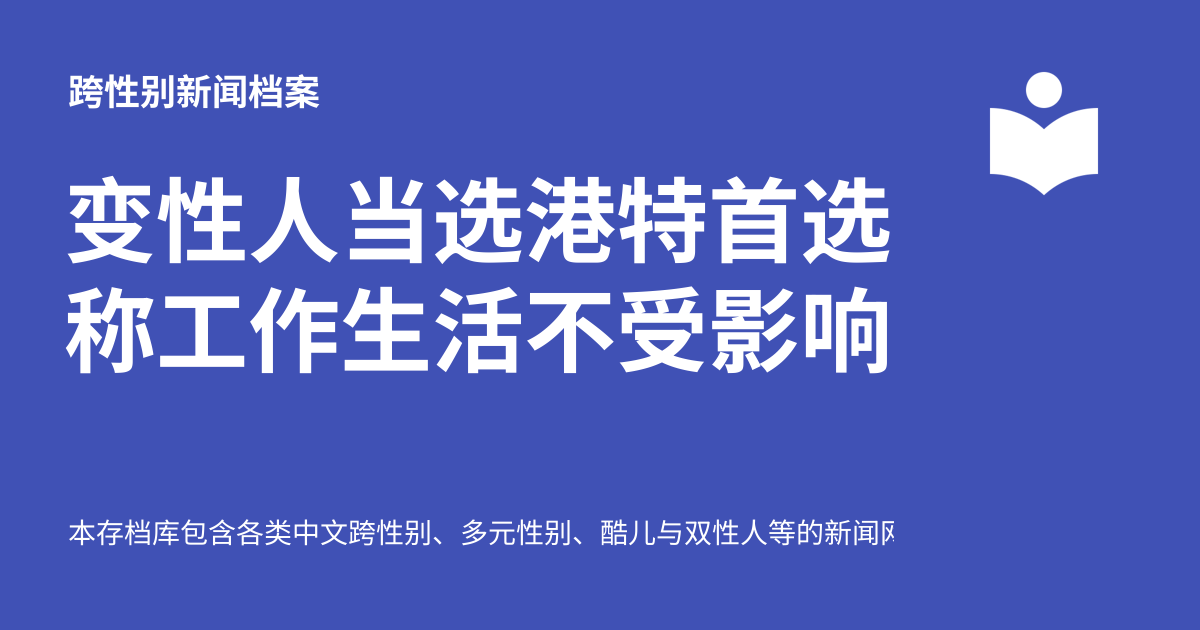 跨性别新闻档案
变性人当选港特首选
称工作生活不受影响
本存档库包含各类中文跨性别、多元性别、酷儿与双性人等的新闻网